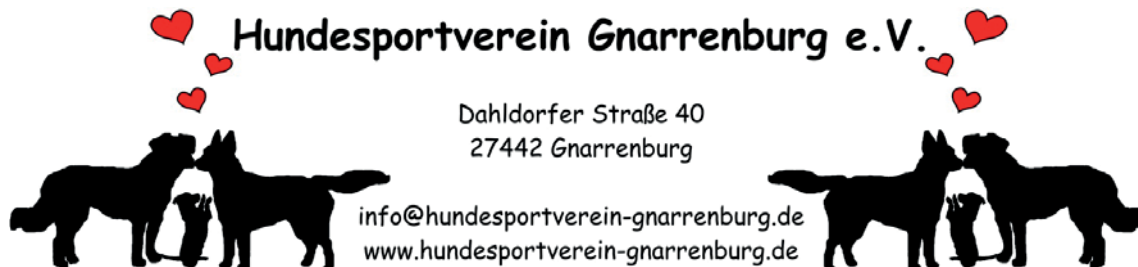 Hundesportverein Gnarrenburg e.V.
Dahldorfer Straße 40
27442 Gnarrenburg
info@hundesportverein-gnarrenburg.de
www.hundesportverein-gnarrenburg.de